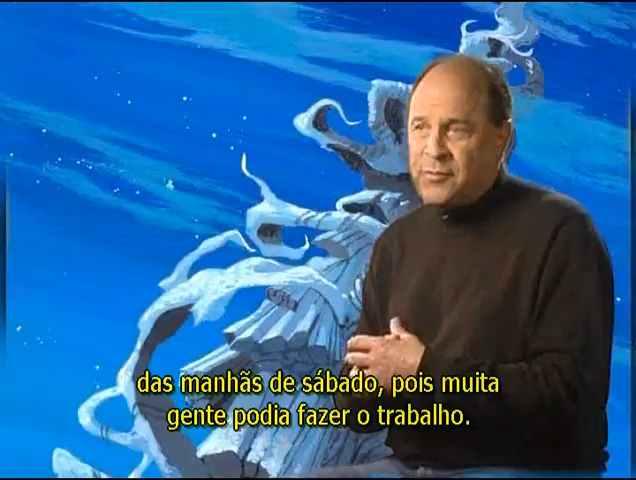 das manhãs de sábado, pois muita
gente podia fazer o trabalho.